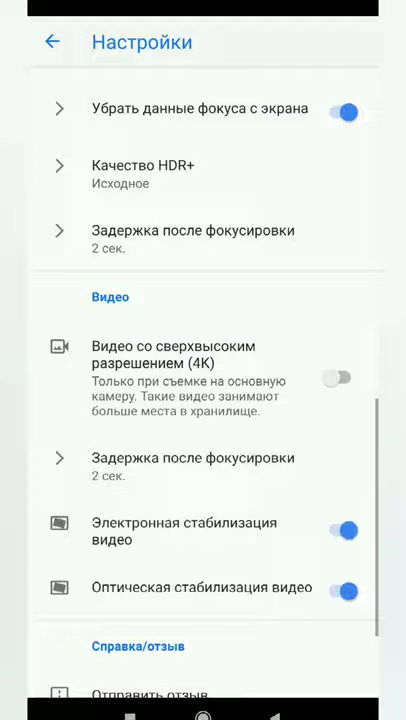 Настройки
Убрать данные фокуса с экрана
Качество HDR+
Исходное
Задержка после фокусировки
2 сек.
Видео
Видео со сверхвысоким
разрешением (4K)
Только при съемке на основную
камеру. Такие видео занимают
больше места в хранилище.
Задержка после фокусировки
2 сек.
Электронная стабилизация
видео
Оптическая стабилизация видео
Справка/отзыв
Отправить отзыв